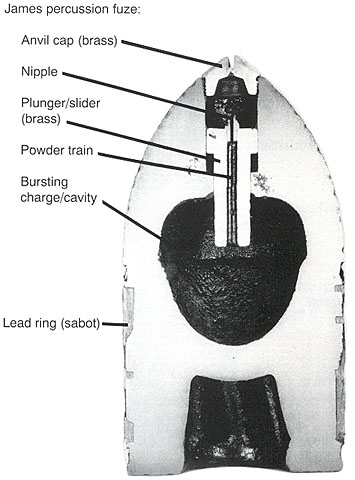 James percussion fuze:
Anvil cap (brass)
Nipple
Plunger/slider
(brass)
Powder train
Bursting
charge/cavity
Lead ring (sabot)